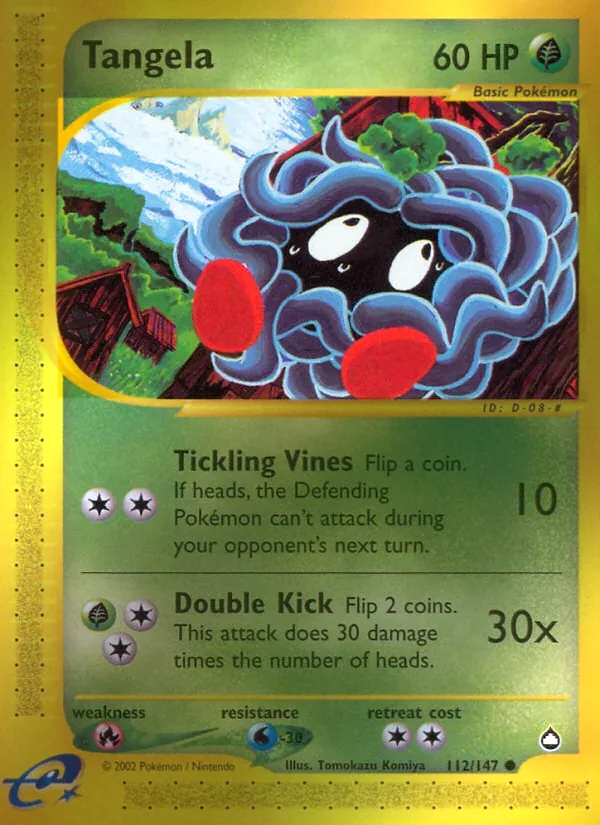 Tangela 60 HP
Basic Pokémon
ID: D-08-#
Tickling Vines Flip a coin.
If heads, the Defending
Pokémon can't attack during
your opponent's next turn.
10
Double Kick Flip 2 coins.
This attack does 30 damage
times the number of heads.
30x
weakness resistance retreat cost
-30
© 2002 Pokémon / Nintendo Illus. Tomokazu Komiya 112/147
e